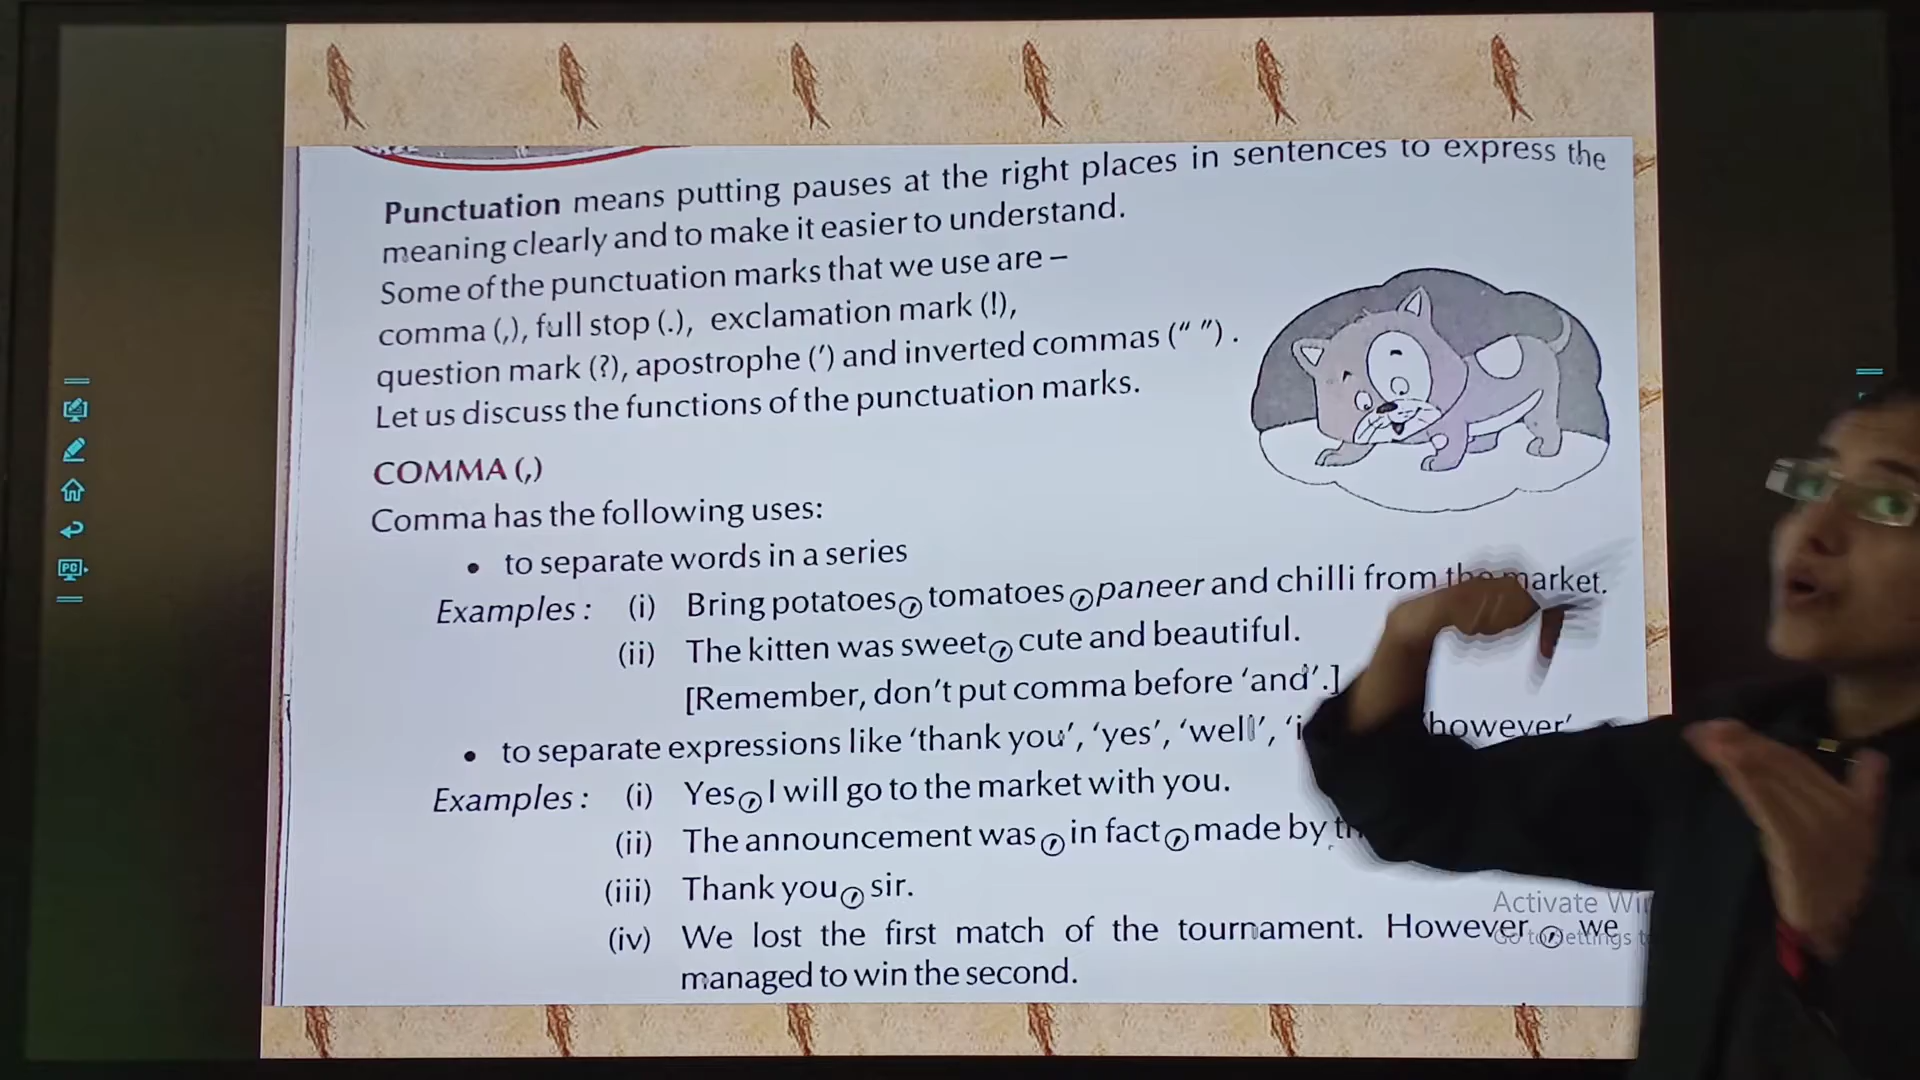 Punctuation means putting pauses at the right places in sentences to express the
meaning clearly and to make it easier to understand.
Some of the punctuation marks that we use are –
comma (,), full stop (.), exclamation mark (!),
question mark (?), apostrophe (’) and inverted commas (“ ”) .
Let us discuss the functions of the punctuation marks.
COMMA (,)
Comma has the following uses:
• to separate words in a series
Examples : (i) Bring potatoes, tomatoes, paneer and chilli from the market.
(ii) The kitten was sweet, cute and beautiful.
[Remember, don’t put comma before ‘and’.]
• to separate expressions like ‘thank you’, ‘yes’, ‘well’, however’
Examples : (i) Yes, I will go to the market with you.
(ii) The announcement was, in fact, made by
(iii) Thank you, sir.
(iv) We lost the first match of the tournament. However, we
managed to win the second.
Activate
Go to Settings
PC